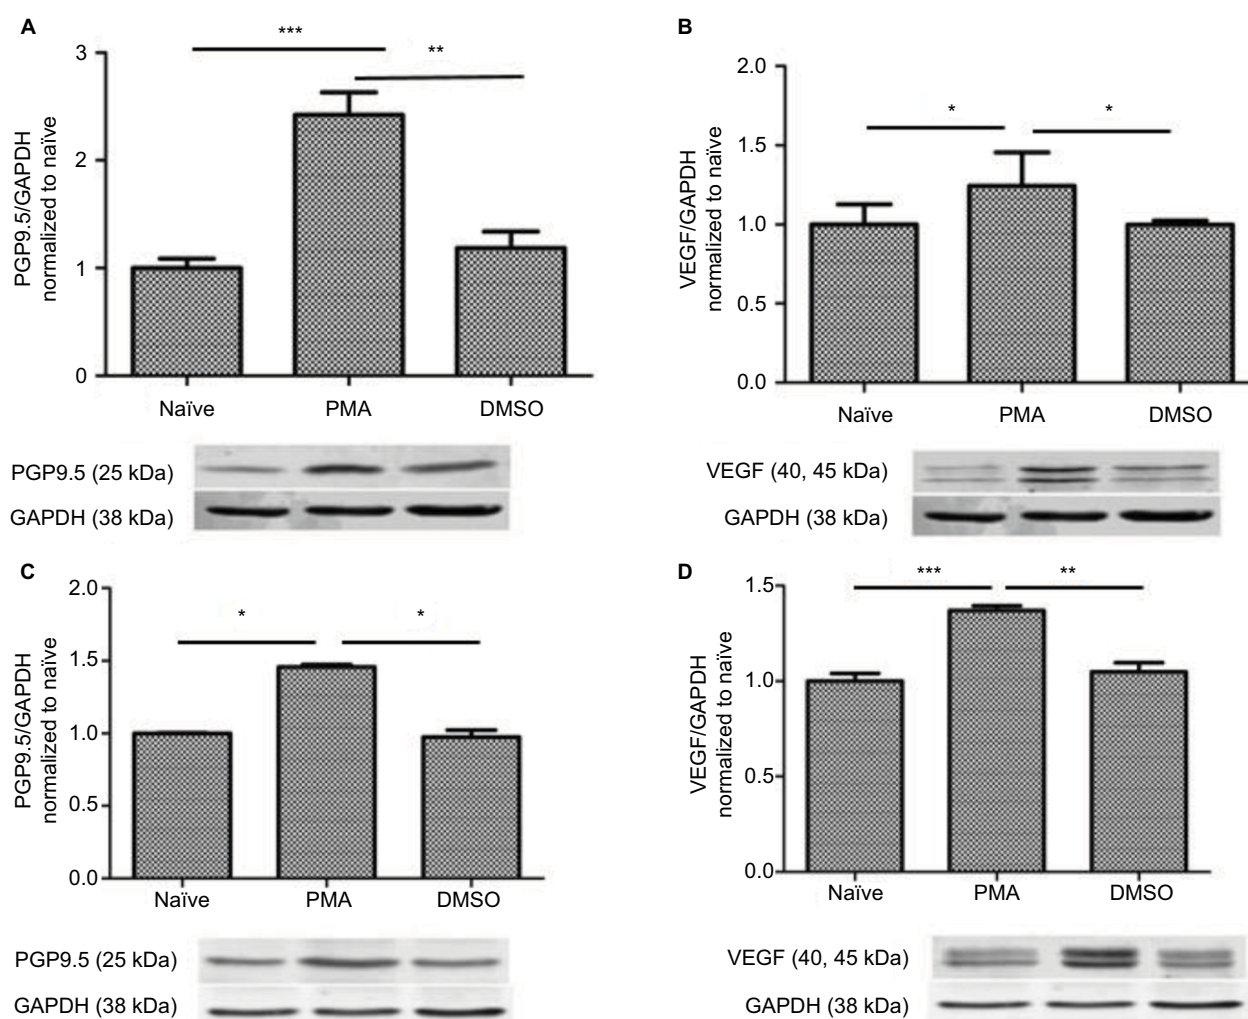 A
***
**
3
2
1
0
PGP9.5/GAPDH
normalized to naïve
Naïve PMA DMSO
PGP9.5 (25 kDa)
GAPDH (38 kDa)
B
*
*
2.0
1.5
1.0
0.5
0.0
VEGF/GAPDH
normalized to naïve
Naïve PMA DMSO
VEGF (40, 45 kDa)
GAPDH (38 kDa)
C
*
*
2.0
1.5
1.0
0.5
0.0
PGP9.5/GAPDH
normalized to naïve
Naïve PMA DMSO
PGP9.5 (25 kDa)
GAPDH (38 kDa)
D
***
**
1.5
1.0
0.5
0.0
VEGF/GAPDH
normalized to naïve
Naïve PMA DMSO
VEGF (40, 45 kDa)
GAPDH (38 kDa)